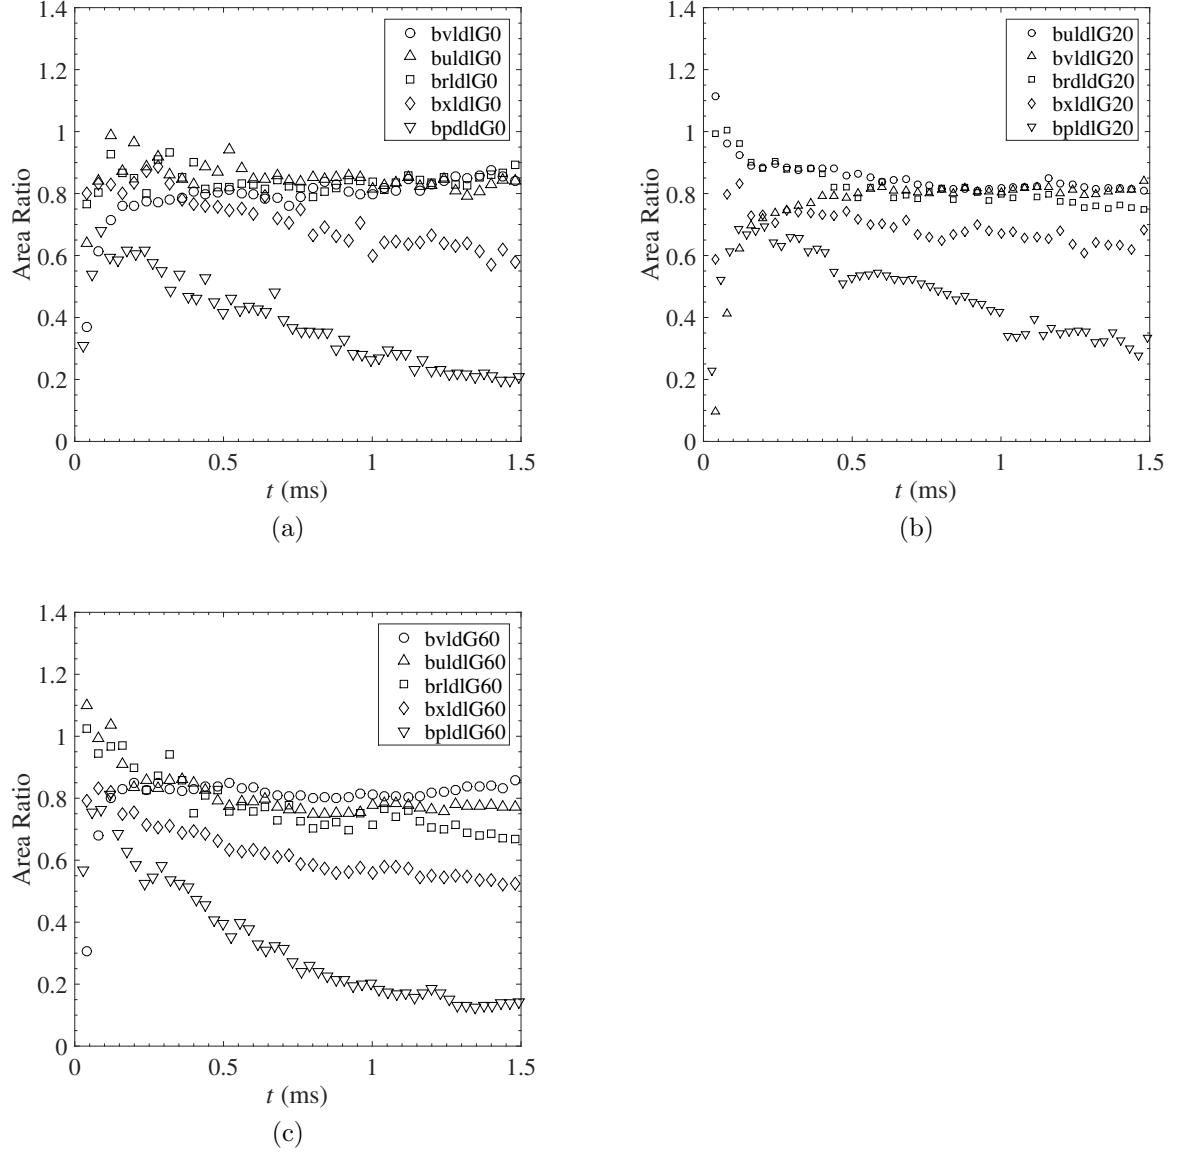 1.4
1.2
1
0.8
0.6
0.4
0.2
0
Area Ratio
0 0.5 1 1.5
t (ms)
bvldlG0
buldlG0
brldlG0
bxldlG0
bpdldG0
(a)
1.4
1.2
1
0.8
0.6
0.4
0.2
0
Area Ratio
0 0.5 1 1.5
t (ms)
buldlG20
bvldlG20
brdldG20
bxldlG20
bpldlG20
(b)
1.4
1.2
1
0.8
0.6
0.4
0.2
0
Area Ratio
0 0.5 1 1.5
t (ms)
bvldG60
buldlG60
brldlG60
bxldlG60
bpldlG60
(c)